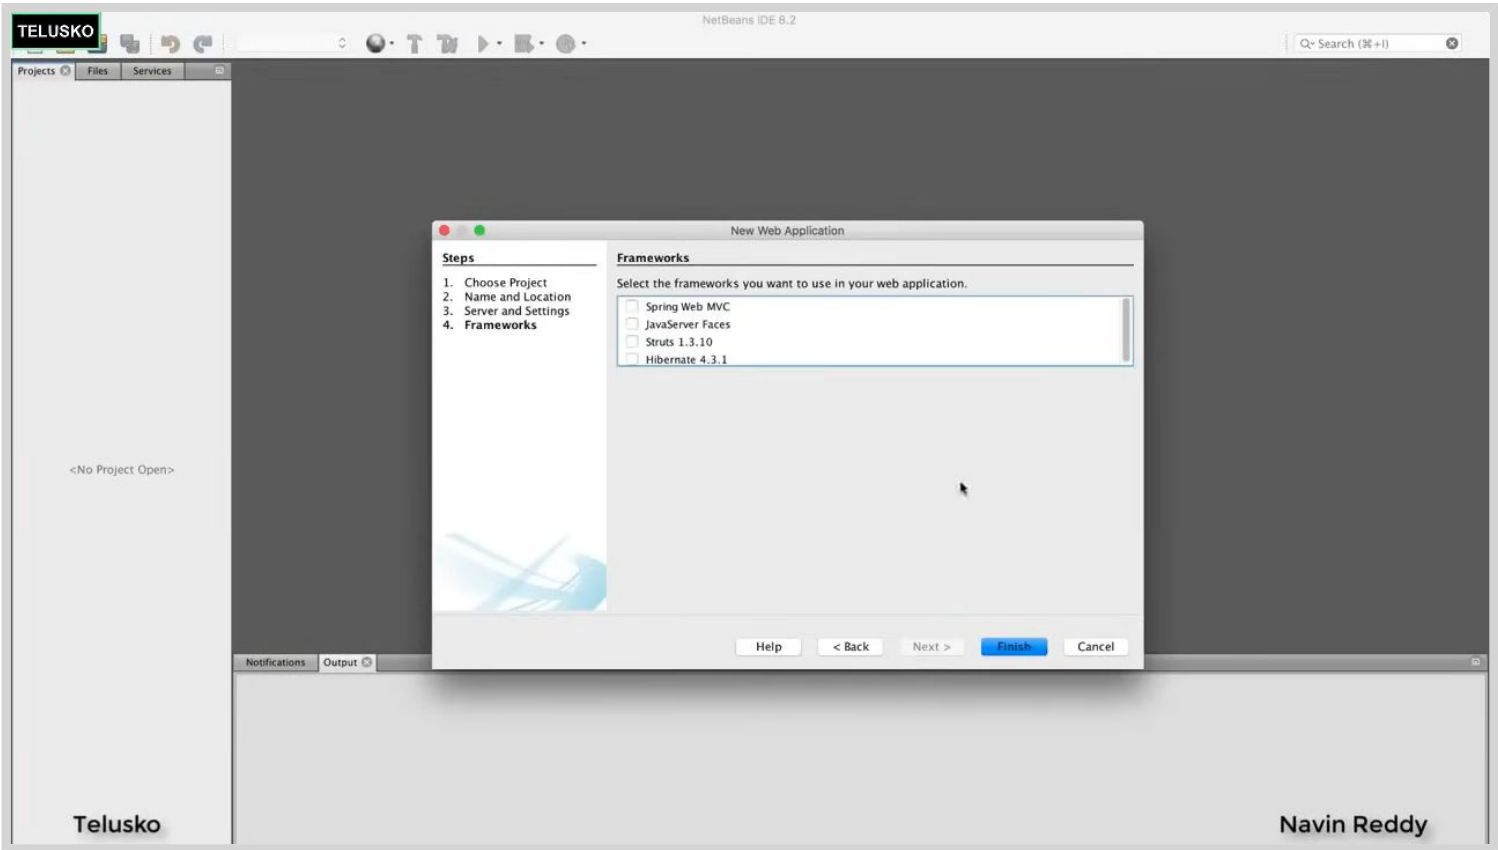 NetBeans IDE 8.2
TELUSKO
Search (⌘+I)
Projects Files Services
New Web Application
Steps
1. Choose Project
2. Name and Location
3. Server and Settings
4. Frameworks
Frameworks
Select the frameworks you want to use in your web application.
Spring Web MVC
JavaServer Faces
Struts 1.3.10
Hibernate 4.3.1
<No Project Open>
Help < Back Next > Finish Cancel
Notifications Output
Telusko
Navin Reddy